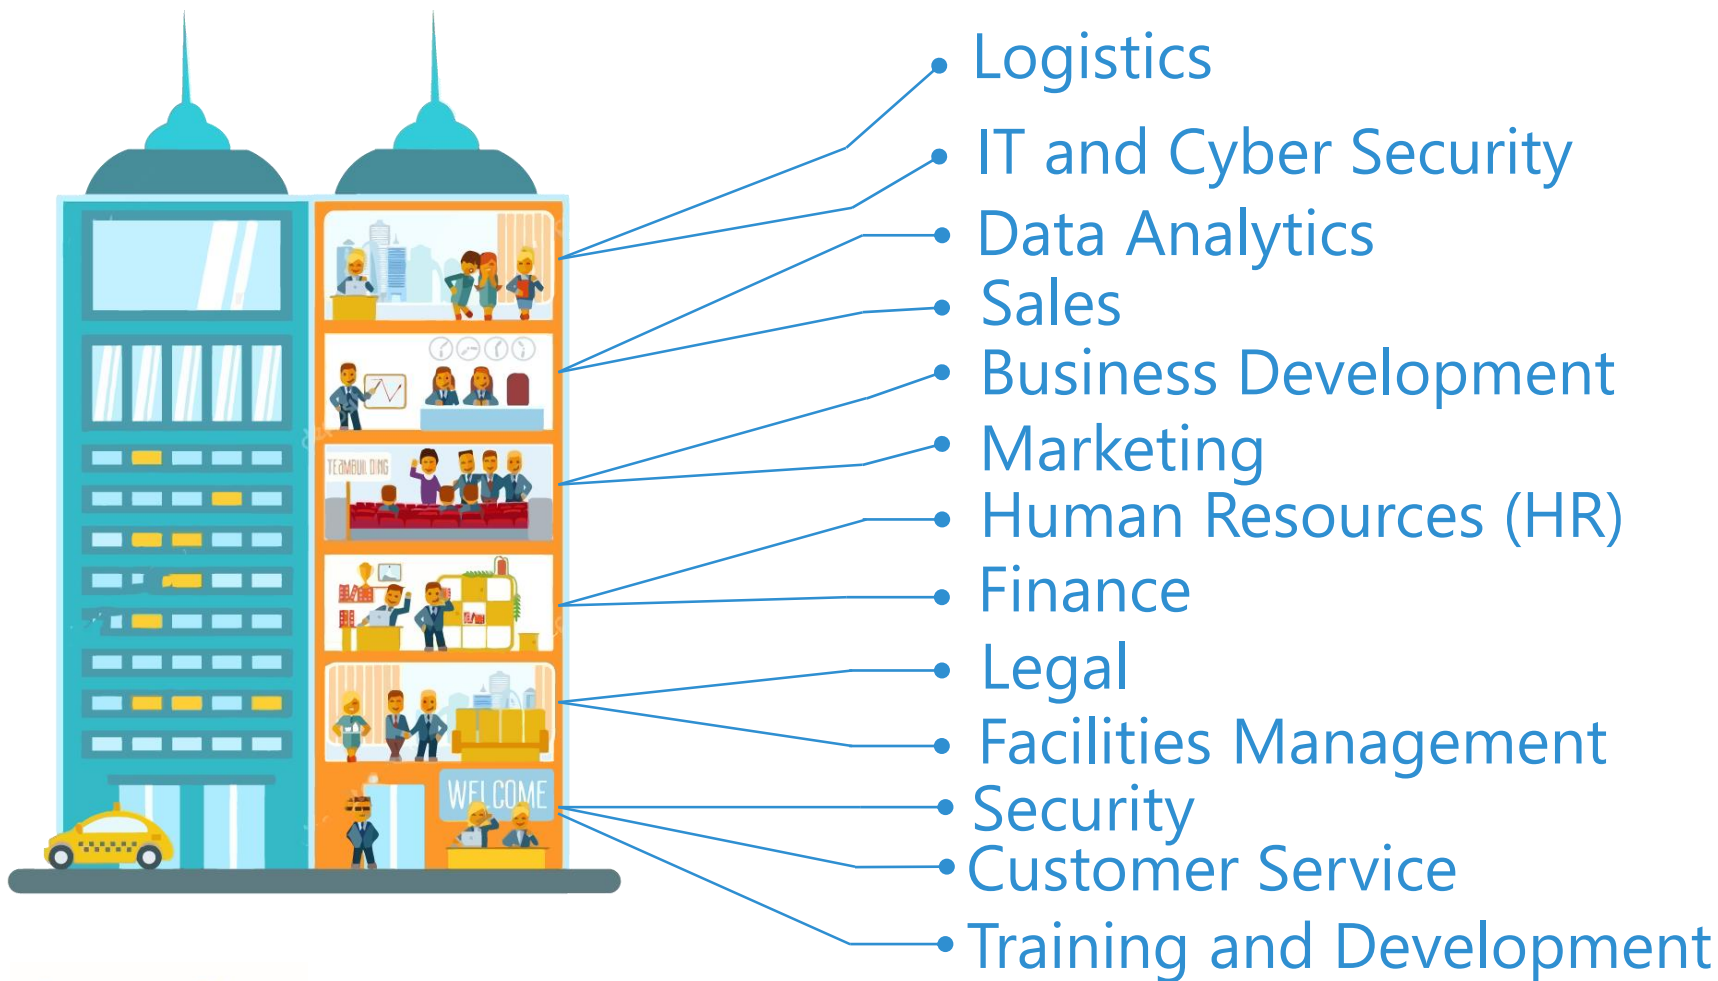 Logistics
IT and Cyber Security
Data Analytics
Sales
Business Development
Marketing
Human Resources (HR)
Finance
Legal
Facilities Management
Security
Customer Service
Training and Development
TEAMBUILDING
WELCOME